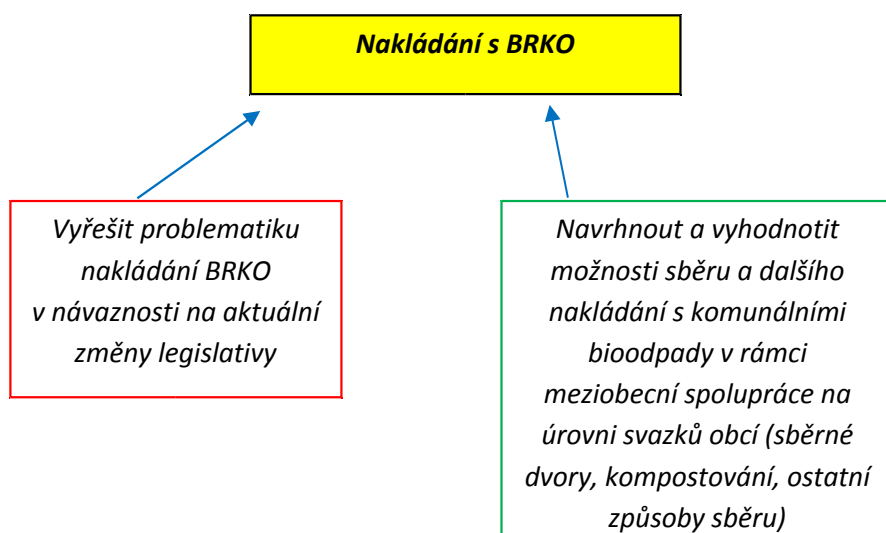 Nakládání s BRKO
Vyřešit problematiku
nakládání BRKO
v návaznosti na aktuální
změny legislativy
Navrhnout a vyhodnotit
možnosti sběru a dalšího
nakládání s komunálními
bioodpady v rámci
meziobecní spolupráce na
úrovni svazků obcí (sběrné
dvory, kompostování, ostatní
způsoby sběru)